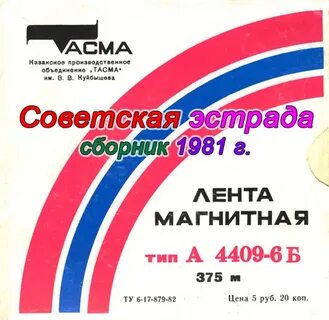 ТАСМА
Казанское производственное
объединение „ТАСМА"
им. В. В. Куйбышева
Советская эстрада
сборник 1981 г.
ЛЕНТА
МАГНИТНАЯ
тип А 4409-6 Б
375 м
ТУ 6-17-879-82
Цена 5 руб. 20 коп.